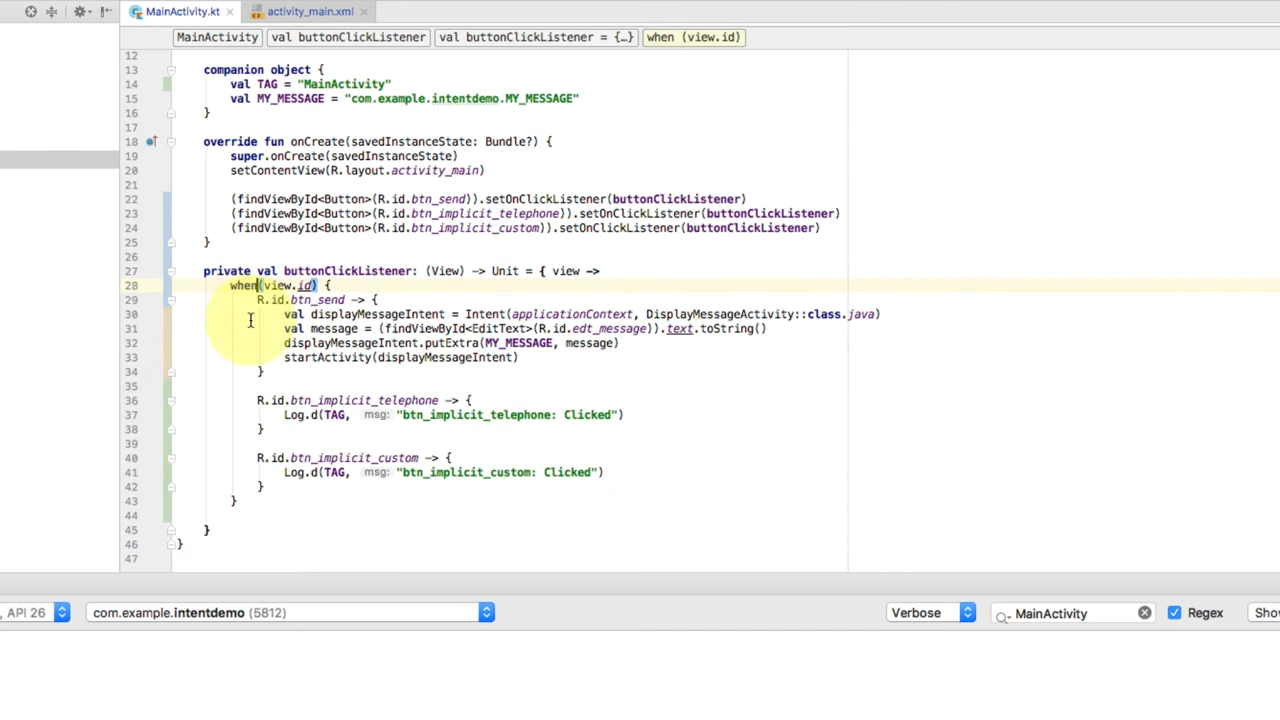 MainActivity.kt activity_main.xml
MainActivity val buttonClickListener val buttonClickListener = {...} when (view.id)
12
13 companion object {
14 val TAG = "MainActivity"
15 val MY_MESSAGE = "com.example.intentdemo.MY_MESSAGE"
16 }
17
18 override fun onCreate(savedInstanceState: Bundle?) {
19 super.onCreate(savedInstanceState)
20 setContentView(R.layout.activity_main)
21
22 (findViewById<Button>(R.id.btn_send)).setOnClickListener(buttonClickListener)
23 (findViewById<Button>(R.id.btn_implicit_telephone)).setOnClickListener(buttonClickListener)
24 (findViewById<Button>(R.id.btn_implicit_custom)).setOnClickListener(buttonClickListener)
25 }
26
27 private val buttonClickListener: (View) -> Unit = { view ->
28 when(view.id) {
29 R.id.btn_send -> {
30 val displayMessageIntent = Intent(applicationContext, DisplayMessageActivity::class.java)
31 val message = (findViewById<EditText>(R.id.edt_message)).text.toString()
32 displayMessageIntent.putExtra(MY_MESSAGE, message)
33 startActivity(displayMessageIntent)
34 }
35
36 R.id.btn_implicit_telephone -> {
37 Log.d(TAG, msg: "btn_implicit_telephone: Clicked")
38 }
39
40 R.id.btn_implicit_custom -> {
41 Log.d(TAG, msg: "btn_implicit_custom: Clicked")
42 }
43 }
44
45 }
46 }
47
, API 26 com.example.intentdemo (5812) Verbose MainActivity Regex Sho